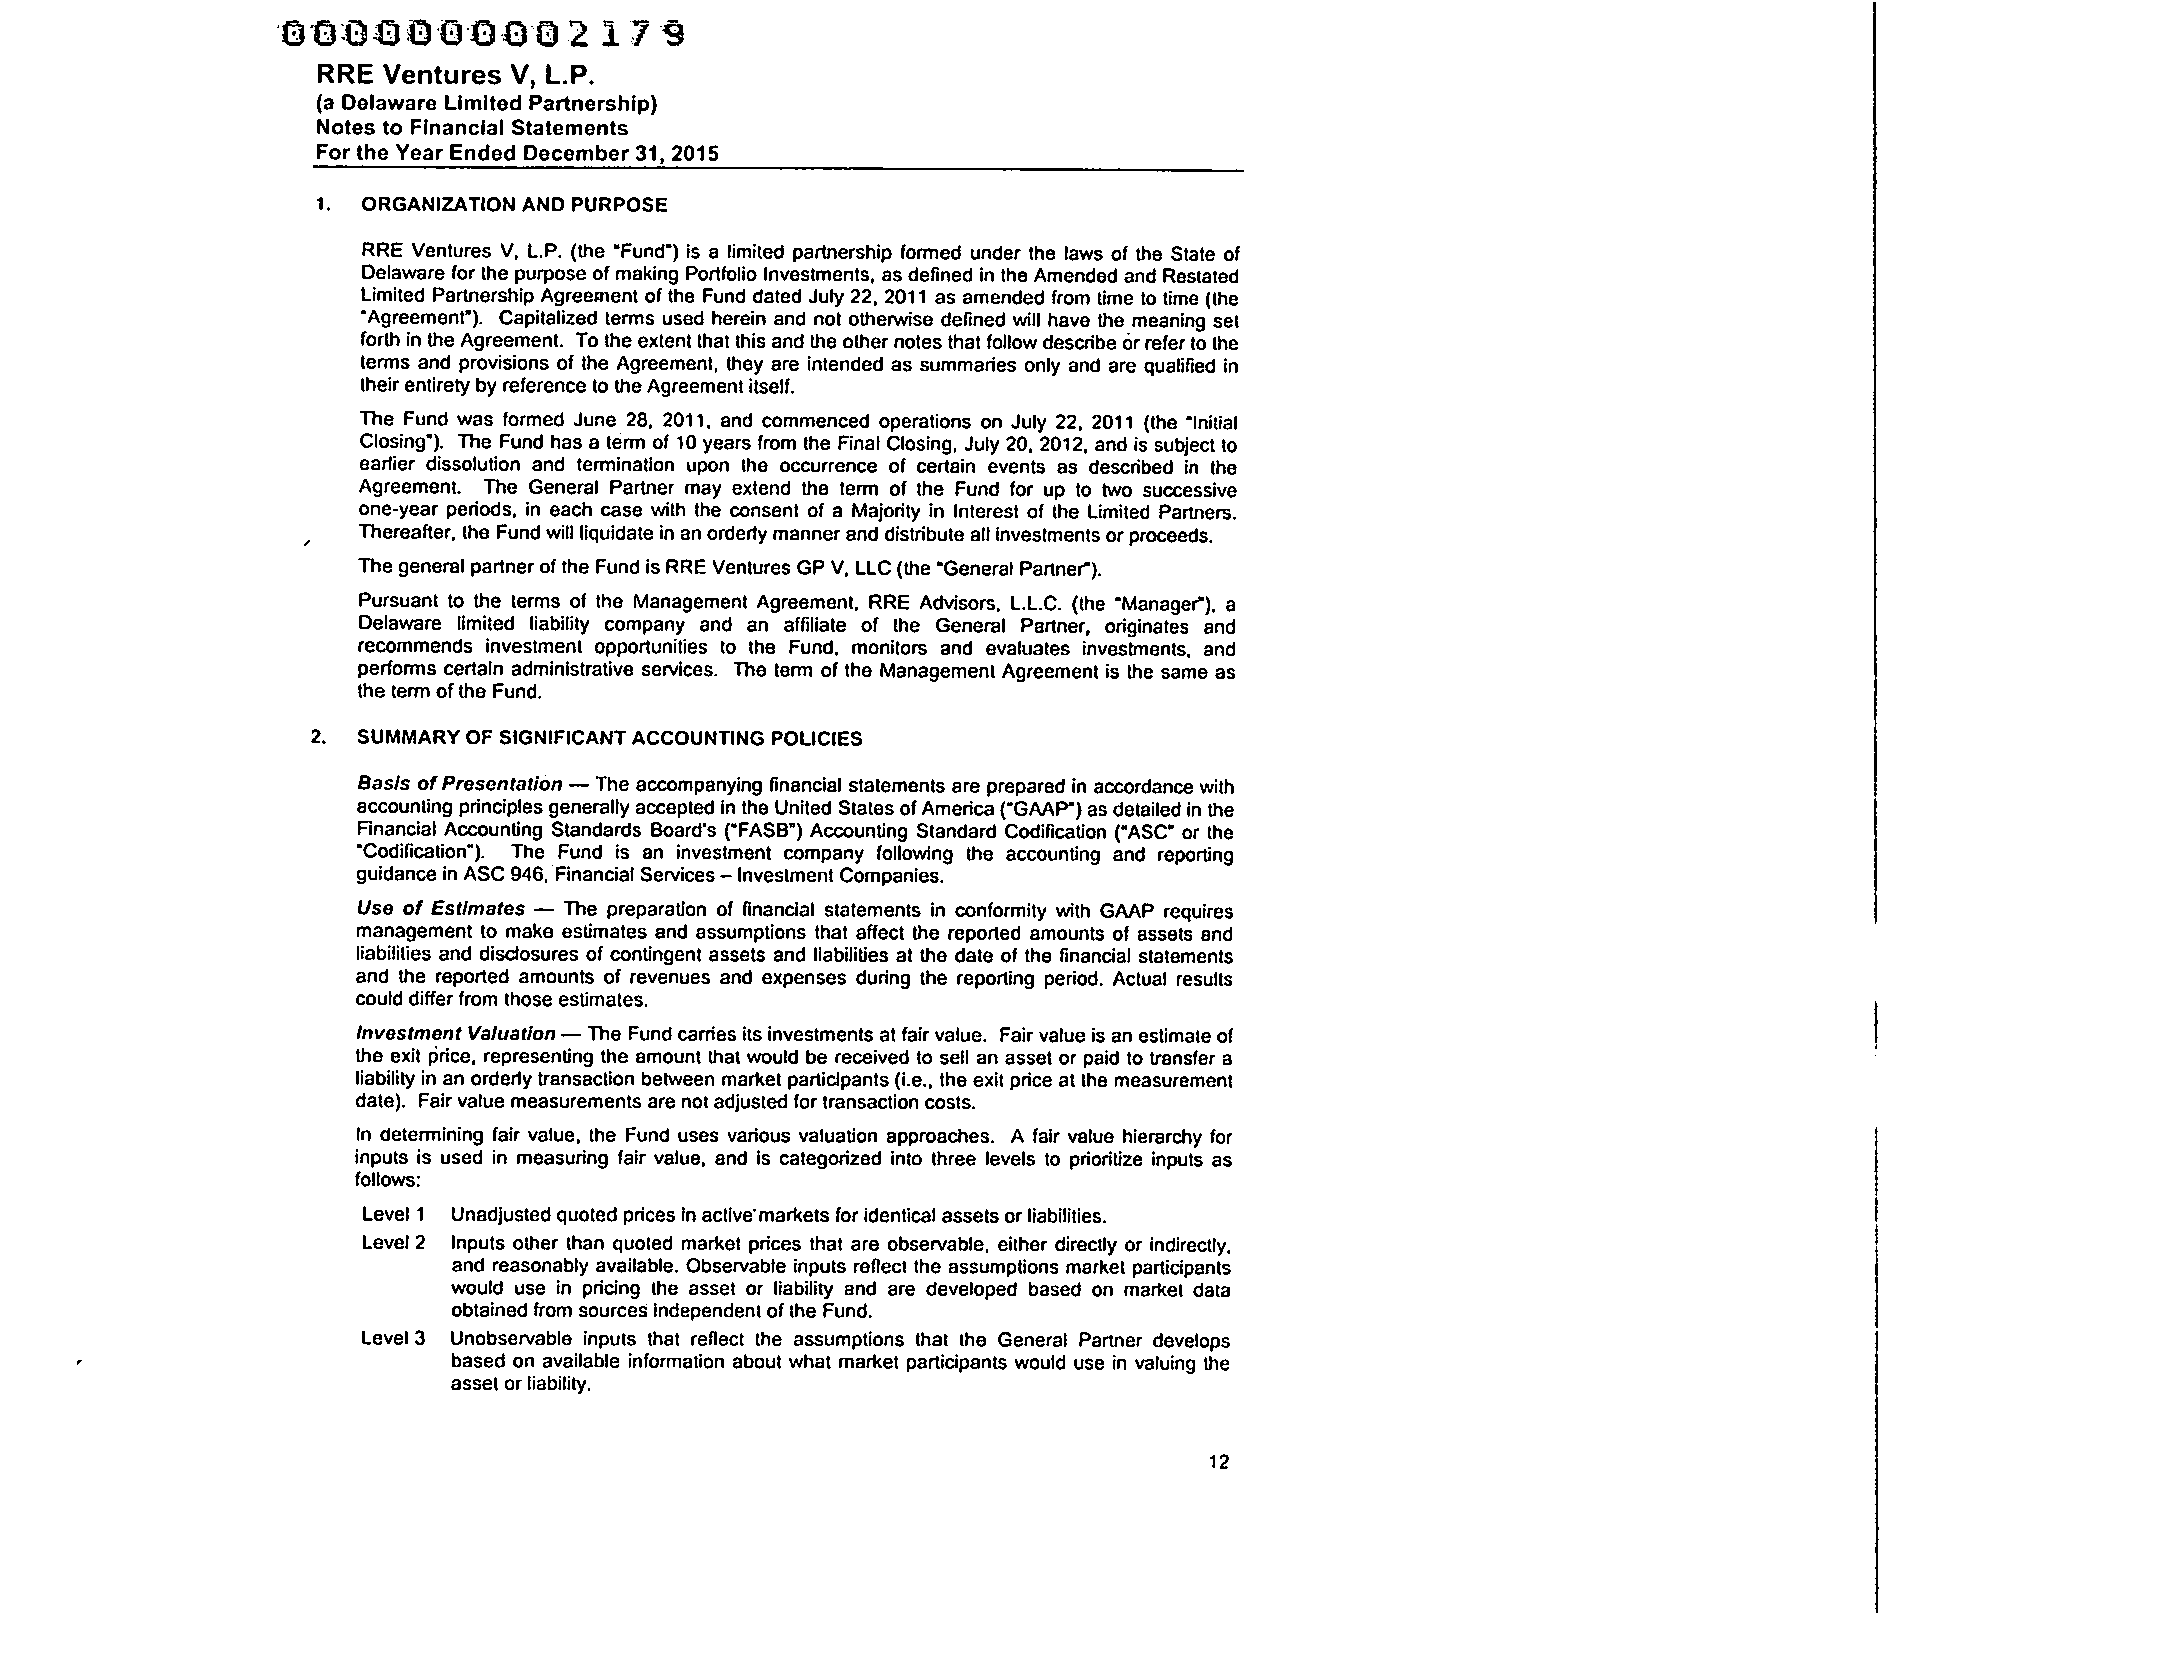 0000000002179
RRE Ventures V, L.P.
(a Delaware Limited Partnership)
Notes to Financial Statements
For the Year Ended December 31, 2015
1. ORGANIZATION AND PURPOSE
RRE Ventures V, L.P. (the "Fund") is a limited partnership formed under the laws of the State of
Delaware for the purpose of making Portfolio Investments, as defined in the Amended and Restated
Limited Partnership Agreement of the Fund dated July 22, 2011 as amended from time to time (the
"Agreement"). Capitalized terms used herein and not otherwise defined will have the meaning set
forth in the Agreement. To the extent that this and the other notes that follow describe or refer to the
terms and provisions of the Agreement, they are intended as summaries only and are qualified in
their entirety by reference to the Agreement itself.
The Fund was formed June 28, 2011, and commenced operations on July 22, 2011 (the "Initial
Closing"). The Fund has a term of 10 years from the Final Closing, July 20, 2012, and is subject to
earlier dissolution and termination upon the occurrence of certain events as described in the
Agreement. The General Partner may extend the term of the Fund for up to two successive
one-year periods, in each case with the consent of a Majority in Interest of the Limited Partners.
Thereafter, the Fund will liquidate in an orderly manner and distribute all investments or proceeds.
The general partner of the Fund is RRE Ventures GP V, LLC (the "General Partner").
Pursuant to the terms of the Management Agreement, RRE Advisors, L.L.C. (the "Manager"), a
Delaware limited liability company and an affiliate of the General Partner, originates and
recommends investment opportunities to the Fund, monitors and evaluates investments, and
performs certain administrative services. The term of the Management Agreement is the same as
the term of the Fund.
2. SUMMARY OF SIGNIFICANT ACCOUNTING POLICIES
Basis of Presentation — The accompanying financial statements are prepared in accordance with
accounting principles generally accepted in the United States of America ("GAAP") as detailed in the
Financial Accounting Standards Board's ("FASB") Accounting Standard Codification ("ASC" or the
"Codification"). The Fund is an investment company following the accounting and reporting
guidance in ASC 946, Financial Services – Investment Companies.
Use of Estimates — The preparation of financial statements in conformity with GAAP requires
management to make estimates and assumptions that affect the reported amounts of assets and
liabilities and disclosures of contingent assets and liabilities at the date of the financial statements
and the reported amounts of revenues and expenses during the reporting period. Actual results
could differ from those estimates.
Investment Valuation — The Fund carries its investments at fair value. Fair value is an estimate of
the exit price, representing the amount that would be received to sell an asset or paid to transfer a
liability in an orderly transaction between market participants (i.e., the exit price at the measurement
date). Fair value measurements are not adjusted for transaction costs.
In determining fair value, the Fund uses various valuation approaches. A fair value hierarchy for
inputs is used in measuring fair value, and is categorized into three levels to prioritize inputs as
follows:
Level 1 Unadjusted quoted prices in active markets for identical assets or liabilities.
Level 2 Inputs other than quoted market prices that are observable, either directly or indirectly,
and reasonably available. Observable inputs reflect the assumptions market participants
would use in pricing the asset or liability and are developed based on market data
obtained from sources independent of the Fund.
Level 3 Unobservable inputs that reflect the assumptions that the General Partner develops
based on available information about what market participants would use in valuing the
asset or liability.
12